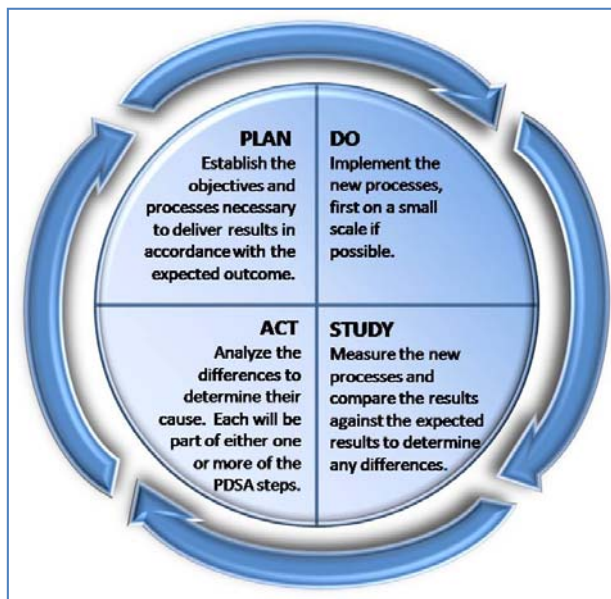 PLAN
Establish the
objectives and
processes necessary
to deliver results in
accordance with the
expected outcome.
DO
Implement the
new processes,
first on a small
scale if
possible.
ACT
Analyze the
differences to
determine their
cause. Each will be
part of either one
or more of the
PDSA steps.
STUDY
Measure the new
processes and
compare the results
against the expected
results to determine
any differences.